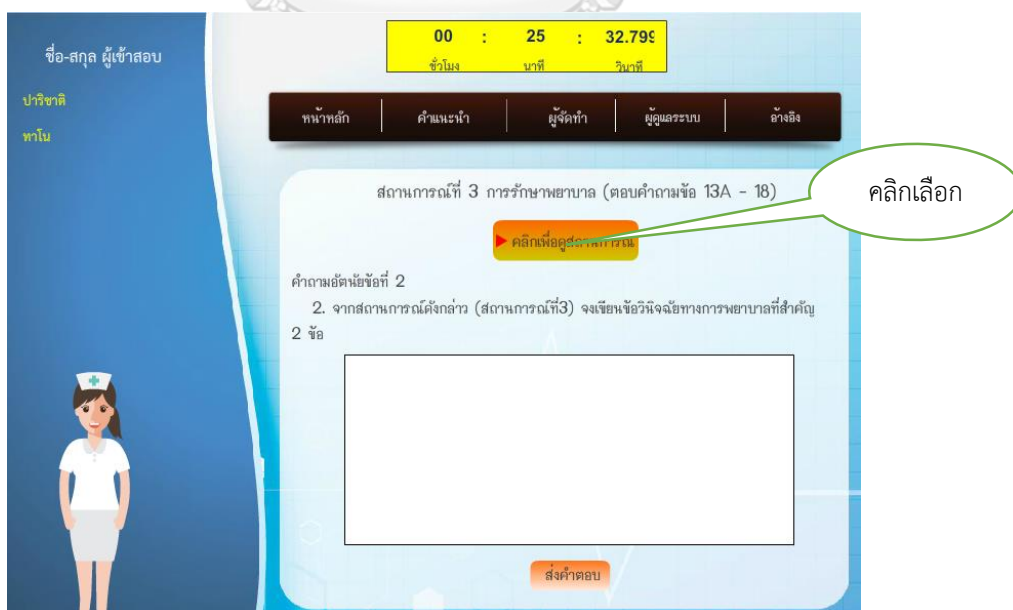 00 : 25 : 32.799
ชั่วโมง นาที วินาที
ชื่อ-สกุล ผู้เข้าสอบ
ปาริชาติ
ทาโน
หน้าหลัก คำแนะนำ ผู้จัดทำ ผู้ดูแลระบบ อ้างอิง
สถานการณ์ที่ 3 การรักษาพยาบาล (ตอบคำถามข้อ 13A - 18)
คลิกเลือก
คลิกเพื่อดูสถานการณ์
คำถามอัตนัยข้อที่ 2
2. จากสถานการณ์ดังกล่าว (สถานการณ์ที่3) จงเขียนข้อวินิจฉัยทางการพยาบาลที่สำคัญ
2 ข้อ
ส่งคำตอบ